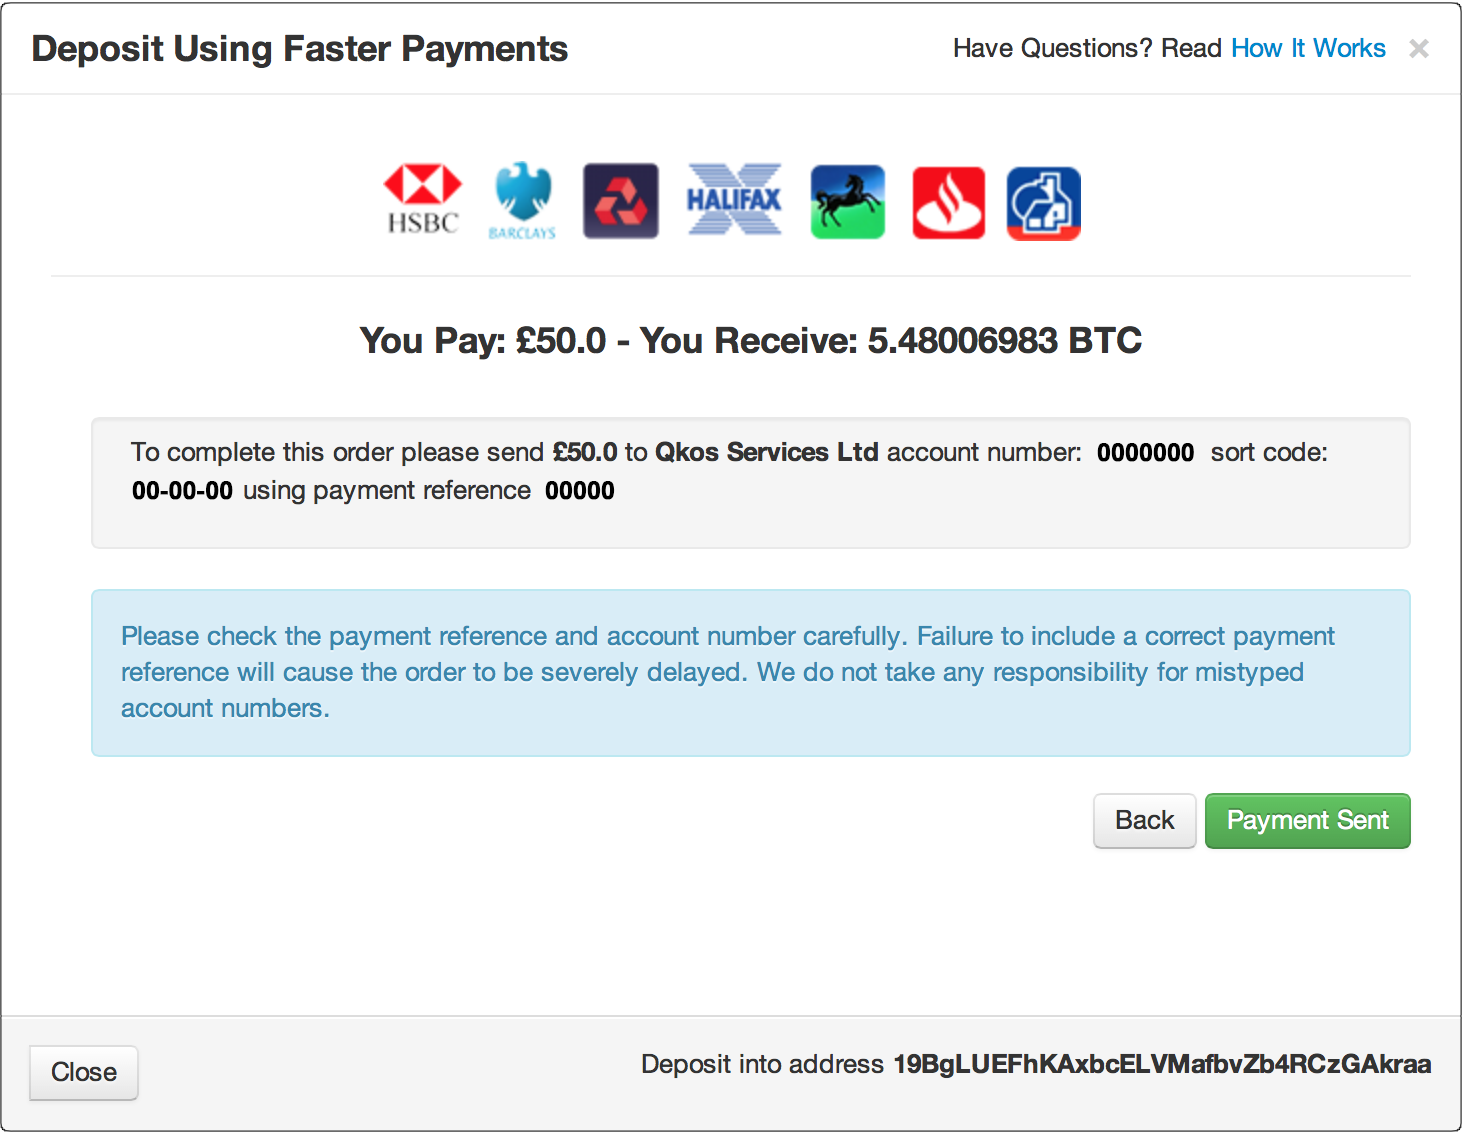 Deposit Using Faster Payments
Have Questions? Read How It Works ×
HSBC
BARCLAYS
HALIFAX
You Pay: £50.0 - You Receive: 5.48006983 BTC
To complete this order please send £50.0 to Qkos Services Ltd account number: 0000000 sort code:
00-00-00 using payment reference 00000
Please check the payment reference and account number carefully. Failure to include a correct payment
reference will cause the order to be severely delayed. We do not take any responsibility for mistyped
account numbers.
Back
Payment Sent
Close
Deposit into address 19BgLUEFhKAxbcELVMafbvZb4RCzGAkraa